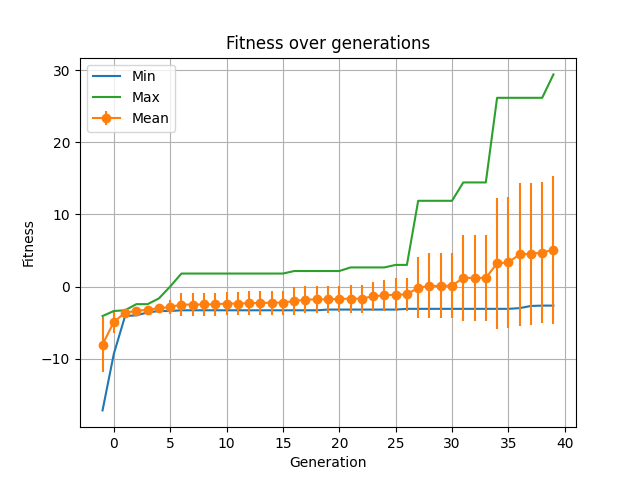 Fitness over generations
Min
Max
Mean
30
20
10
0
−10
Fitness
0 5 10 15 20 25 30 35 40
Generation